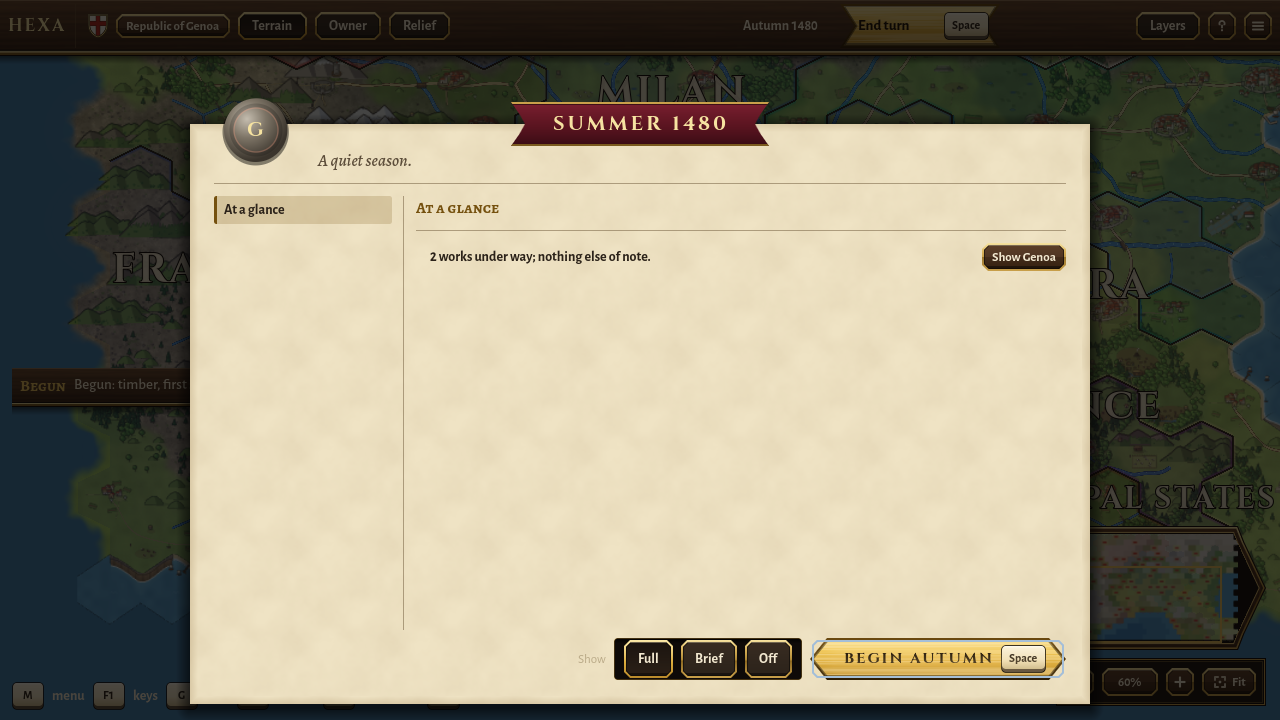 HEXA
Republic of Genoa
Terrain
Owner
Relief
Autumn 1480
End turn
Space
Layers
?
MILAN
SUMMER 1480
G
A quiet season.
At a glance
At a glance
2 works under way; nothing else of note.
Show Genoa
FRA
RA
Begun Begun: timber, first
NCE
PAL STATES
Show
Full
Brief
Off
BEGIN AUTUMN
Space
M
menu
F1
keys
G
60%
+
Fit